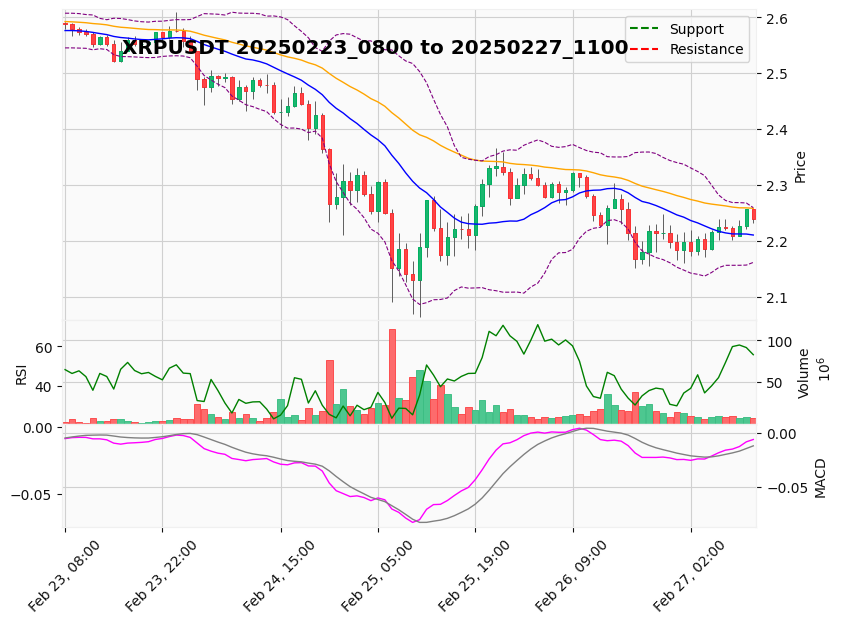 XRPUSDT 20250223_0800 to 20250227_1100
Support
Resistance
2.6
2.5
2.4
2.3
2.2
2.1
Price
60
40
RSI
100
50
Volume
10^6
0.00
−0.05
0.00
−0.05
MACD
Feb 23, 08:00
Feb 23, 22:00
Feb 24, 15:00
Feb 25, 05:00
Feb 25, 19:00
Feb 26, 09:00
Feb 27, 02:00